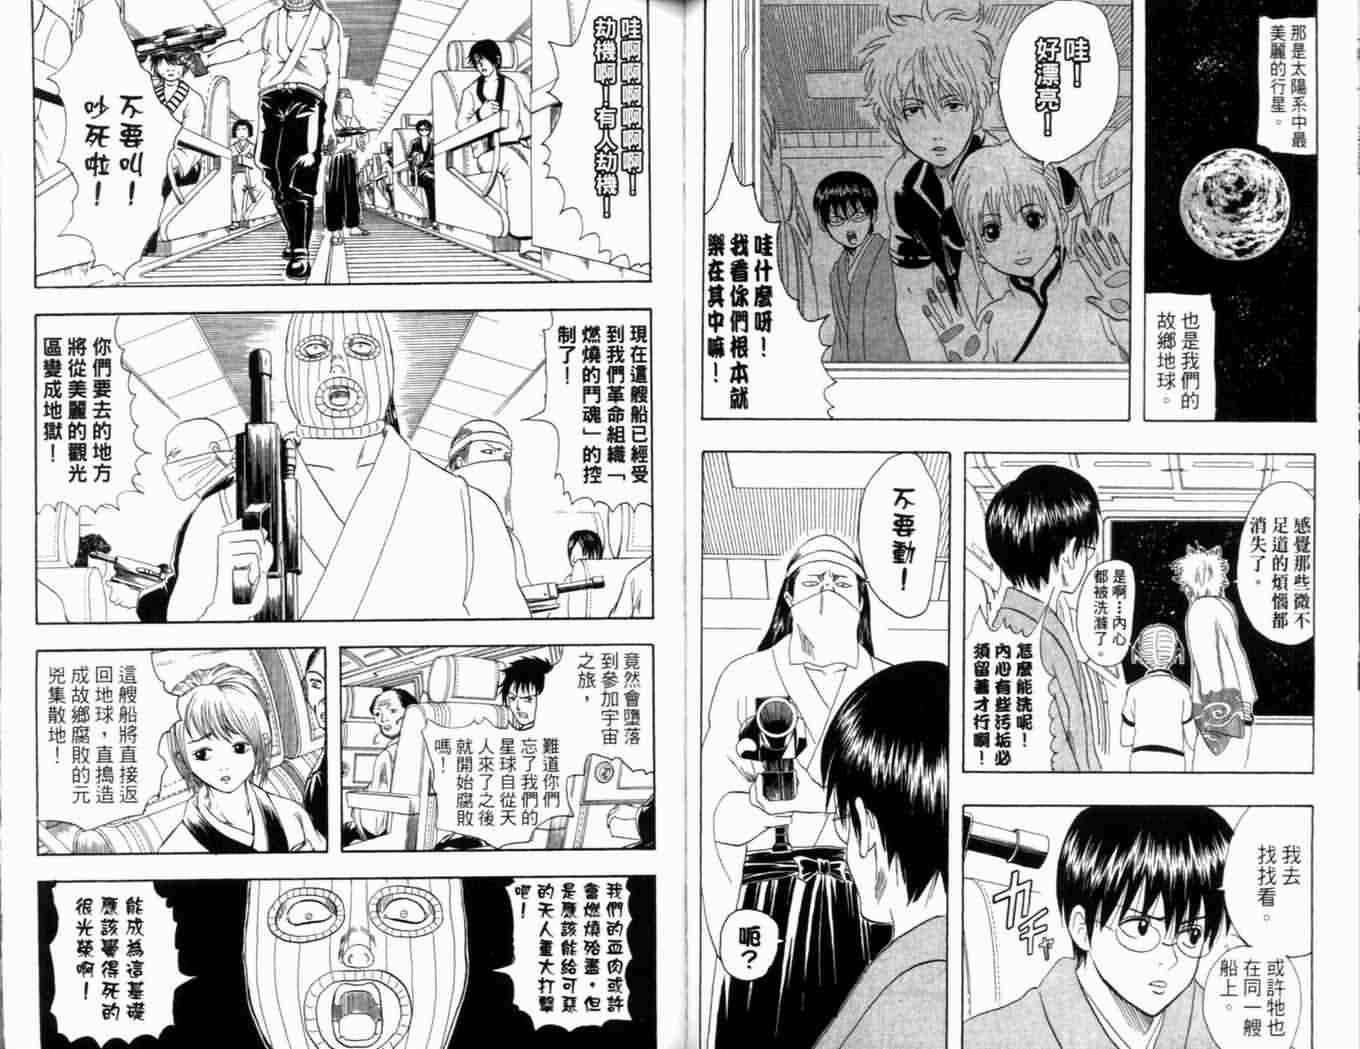 那是太陽系中最
美麗的行星。
也是我們的
故鄉地球。
哇！
好漂亮！
哇什麼呀！
我看你們根本就
樂在其中嘛！
感覺那些微不
足道的煩惱都
消失了。
是啊…內心
都被洗滌了。
怎麼能洗呢！
內心有些污垢必
須留著才行啊！
不要動！
呃？
我去
找找看。
或許牠也
在同一艘
船上。
カチャ
哇啊啊啊啊啊！
劫機啊！有人劫機！
不要叫！
吵死啦！
現在這艘船已經受
到我們革命組織「
燃燒的鬥魂」的控
制了！
你們要去的地方
將從美麗的觀光
區變成地獄！
竟然會墮落
到參加宇宙
之旅，
難道你們
忘了我們的
星球自從天
人來了之後
就開始腐敗
嗎！
這艘船將直接返
回地球，直搗造
成故鄉腐敗的元
兇集散地！
我們的血肉或許
會燃燒殆盡，但
是應該能給可惡
的天人重大打擊
吧！
能成為這基礎
應該覺得死的
很光榮啊！